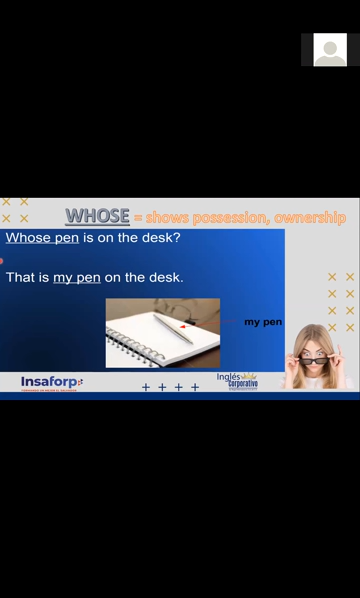 WHOSE = shows possession, ownership
Whose pen is on the desk?
That is my pen on the desk.
my pen
Insaforp
Inglés
Corporativo